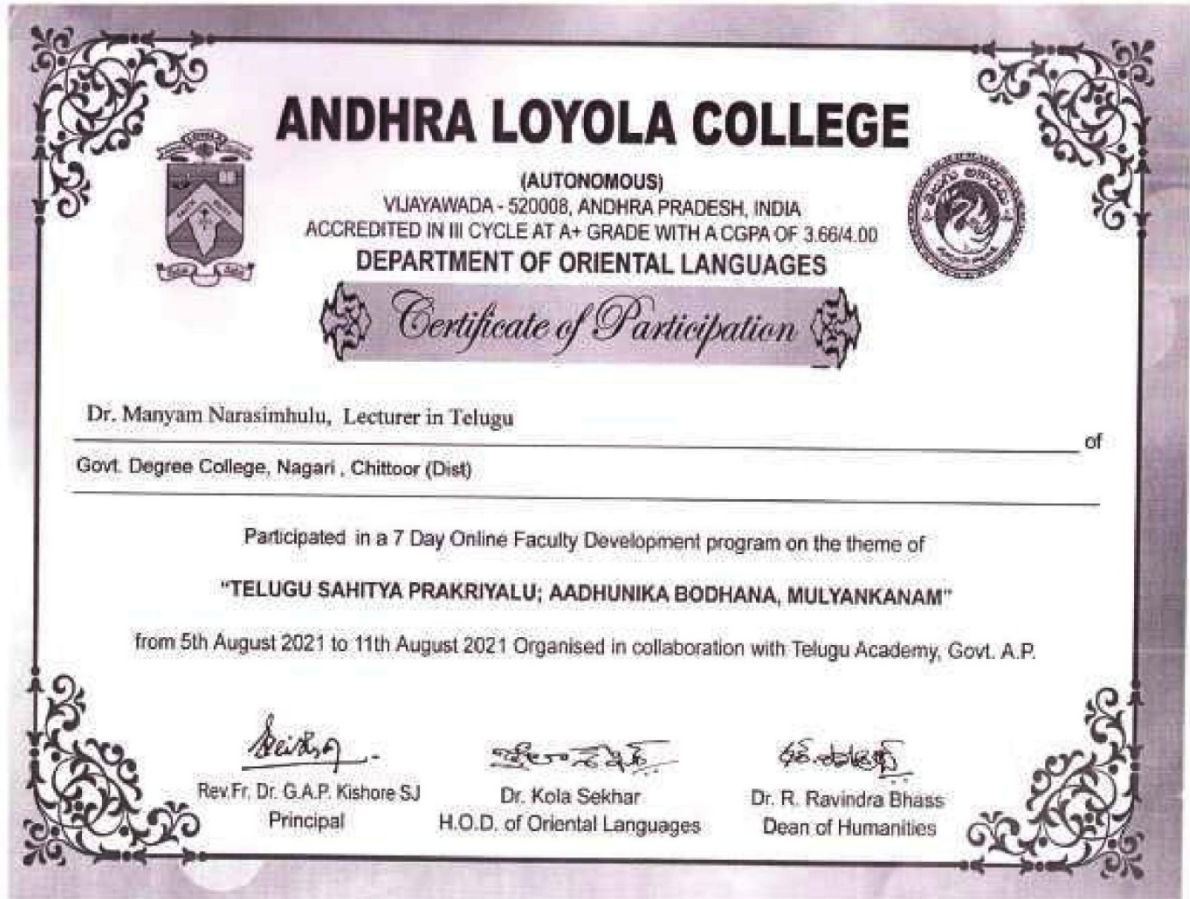 ANDHRA LOYOLA COLLEGE
(AUTONOMOUS)
VIJAYAWADA - 520008, ANDHRA PRADESH, INDIA
ACCREDITED IN III CYCLE AT A+ GRADE WITH A CGPA OF 3.66/4.00
DEPARTMENT OF ORIENTAL LANGUAGES
Certificate of Participation
Dr. Manyam Narasimhulu, Lecturer in Telugu
of
Govt. Degree College, Nagari , Chittoor (Dist)
Participated in a 7 Day Online Faculty Development program on the theme of
"TELUGU SAHITYA PRAKRIYALU; AADHUNIKA BODHANA, MULYANKANAM"
from 5th August 2021 to 11th August 2021 Organised in collaboration with Telugu Academy, Govt. A.P.
Rev.Fr. Dr. G.A.P. Kishore SJ
Principal
Dr. Kola Sekhar
H.O.D. of Oriental Languages
Dr. R. Ravindra Bhass
Dean of Humanities